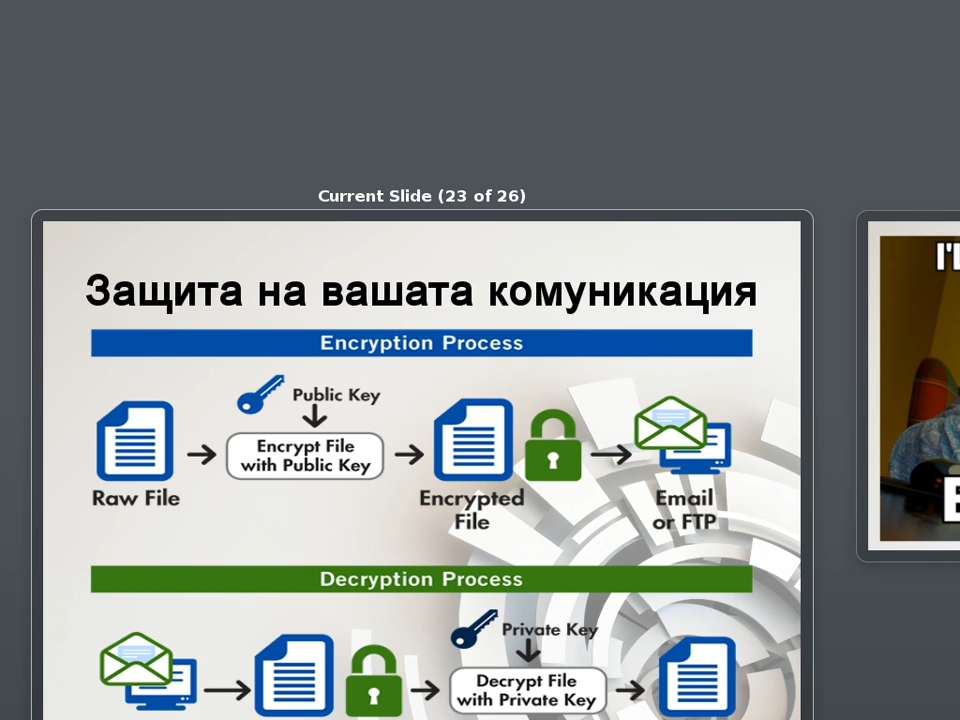 Current Slide (23 of 26)
Защита на вашата комуникация
Encryption Process
Public Key
Encrypt File
with Public Key
Raw File
Encrypted
File
Email
or FTP
Decryption Process
Private Key
Decrypt File
with Private Key